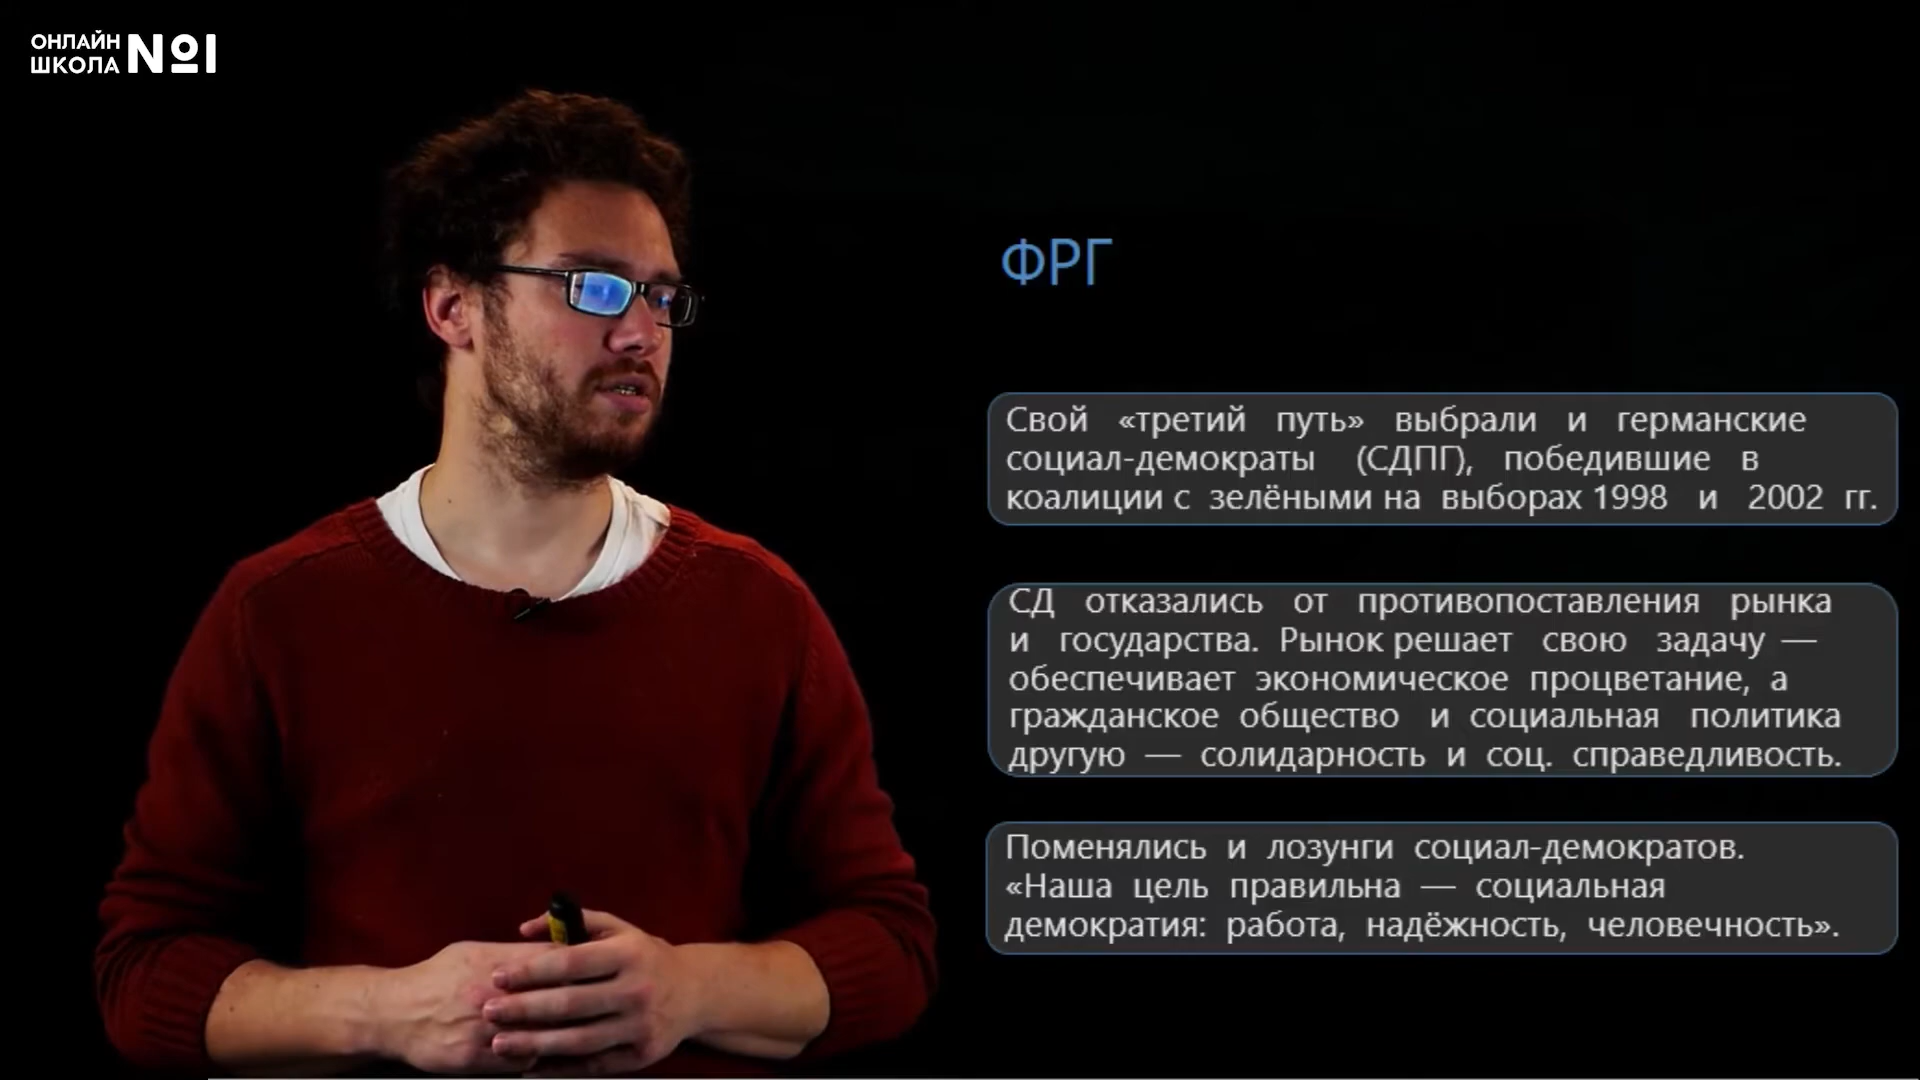 ОНЛАЙН
ШКОЛА №1
ФРГ
Свой «третий путь» выбрали и германские
социал-демократы (СДПГ), победившие в
коалиции с зелёными на выборах 1998 и 2002 гг.
СД отказались от противопоставления рынка
и государства. Рынок решает свою задачу —
обеспечивает экономическое процветание, а
гражданское общество и социальная политика
другую — солидарность и соц. справедливость.
Поменялись и лозунги социал-демократов.
«Наша цель правильна — социальная
демократия: работа, надёжность, человечность».